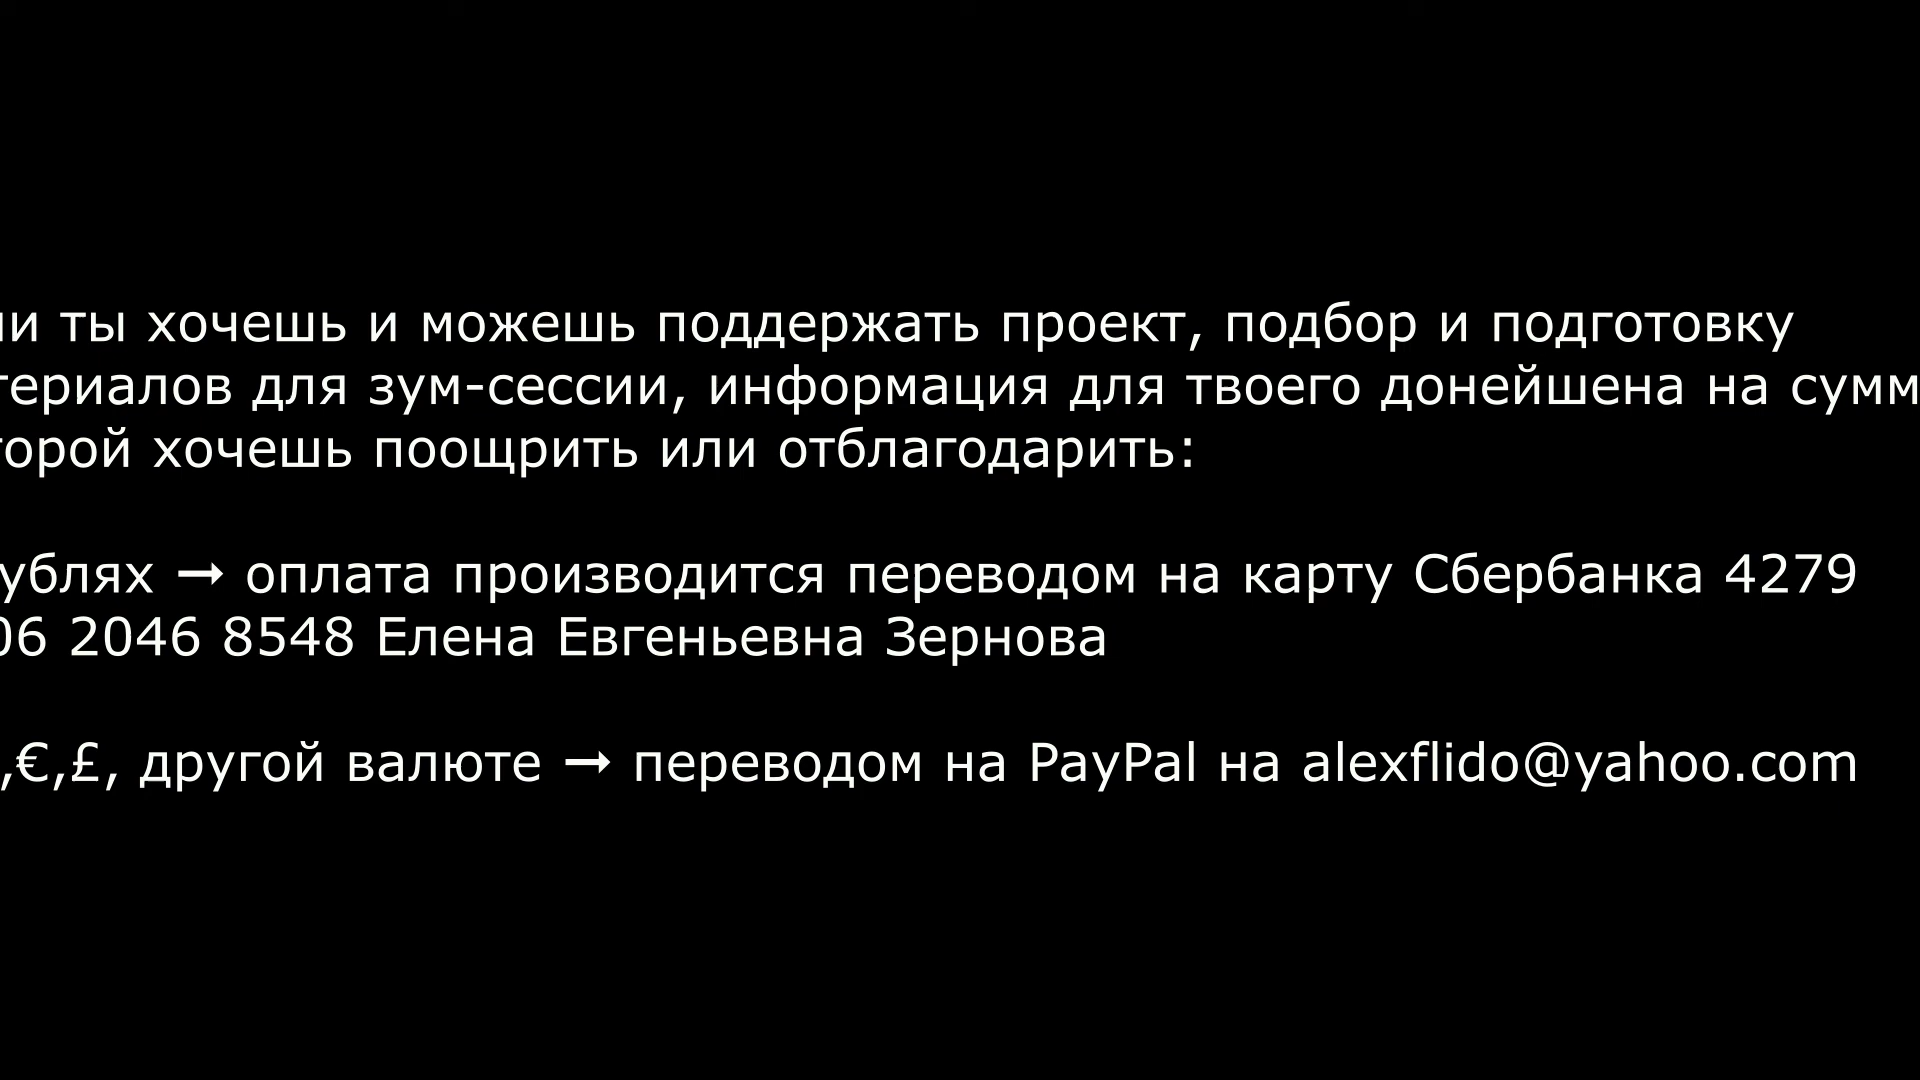 ли ты хочешь и можешь поддержать проект, подбор и подготовку
териалов для зум-сессии, информация для твоего донейшена на сумм
торой хочешь поощрить или отблагодарить:
ублях ➞ оплата производится переводом на карту Сбербанка 4279
06 2046 8548 Елена Евгеньевна Зернова
,€,£, другой валюте ➞ переводом на PayPal на alexflido@yahoo.com